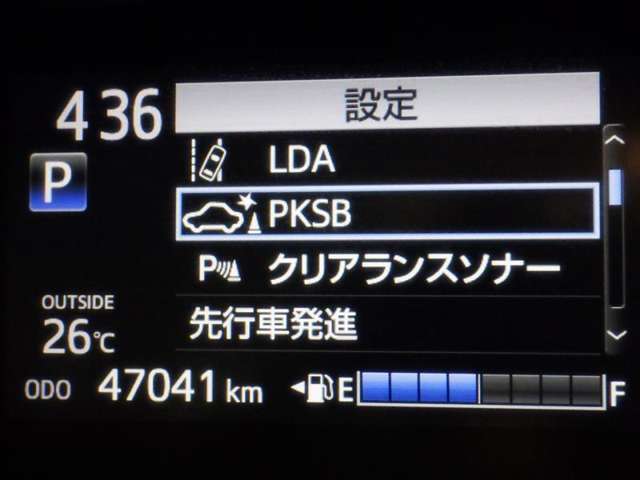 4 36
設定
LDA
P
PKSB
P クリアランスソナー
OUTSIDE
26℃
先行車発進
ODO 47041 km
E F